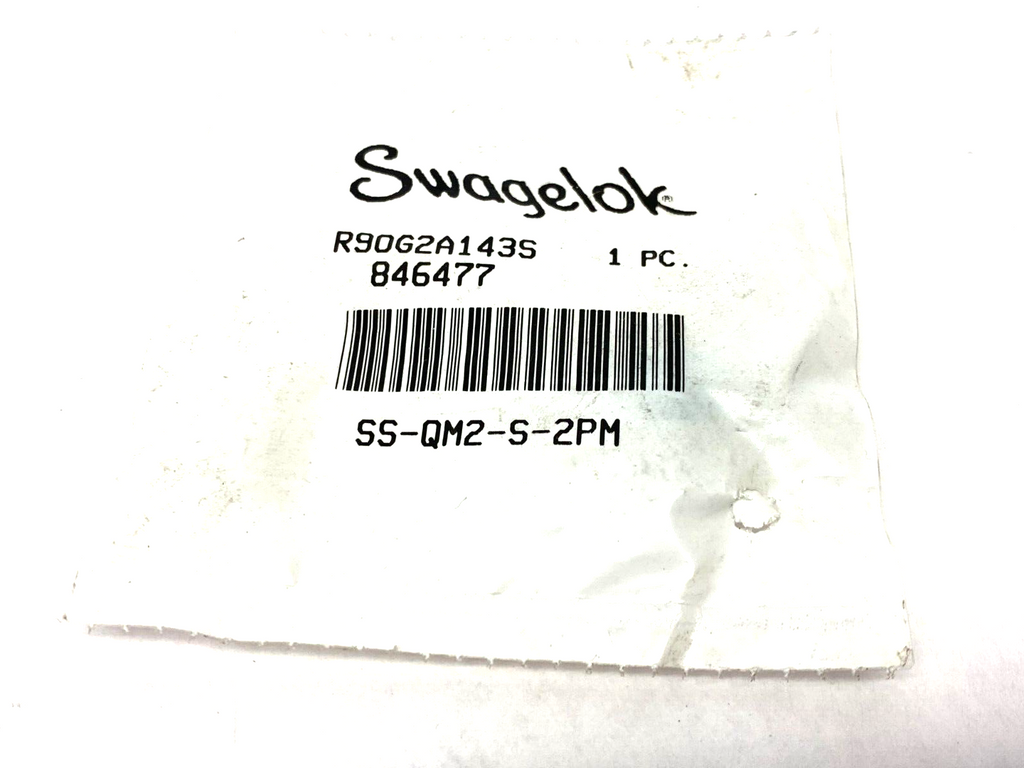 Swagelok®
R90G2A143S 1 PC.
846477
SS-QM2-S-2PM